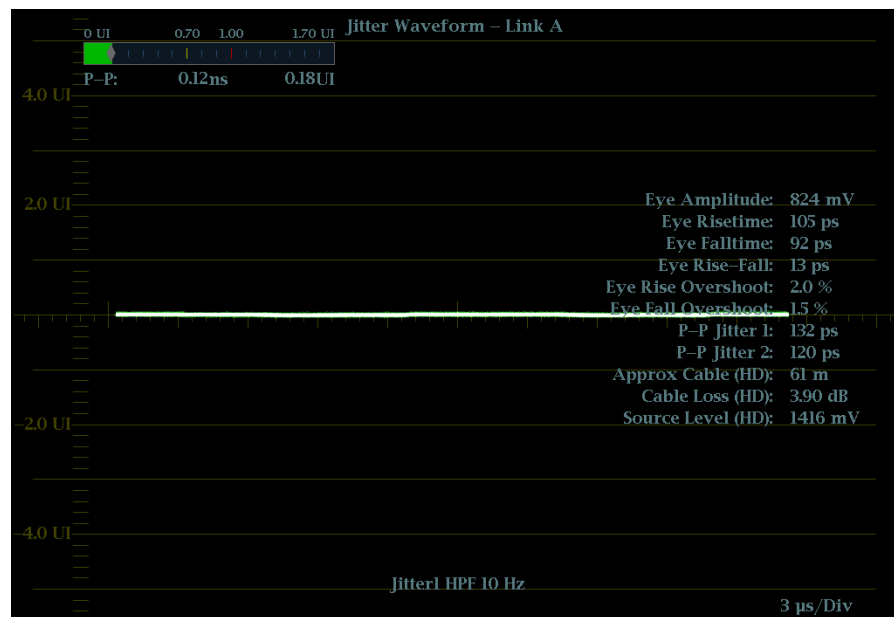 Jitter Waveform – Link A
0 UI 0.70 1.00 1.70 UI
P–P: 0.12ns 0.18UI
4.0 UI
2.0 UI
Eye Amplitude: 824 mV
Eye Risetime: 105 ps
Eye Falltime: 92 ps
Eye Rise–Fall: 13 ps
Eye Rise Overshoot: 2.0 %
Eye Fall Overshoot: 1.5 %
P–P Jitter 1: 132 ps
P–P Jitter 2: 120 ps
Approx Cable (HD): 61 m
Cable Loss (HD): 3.90 dB
Source Level (HD): 1416 mV
-2.0 UI
-4.0 UI
Jitter1 HPF 10 Hz
3 µs/Div